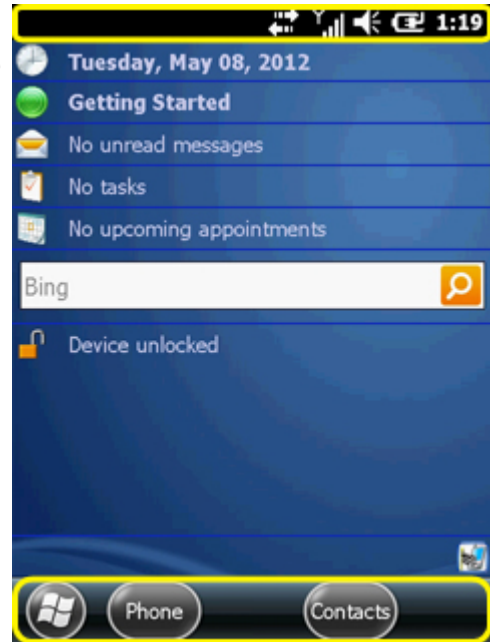 1:19
Tuesday, May 08, 2012
Getting Started
No unread messages
No tasks
No upcoming appointments
Bing
Device unlocked
Phone Contacts